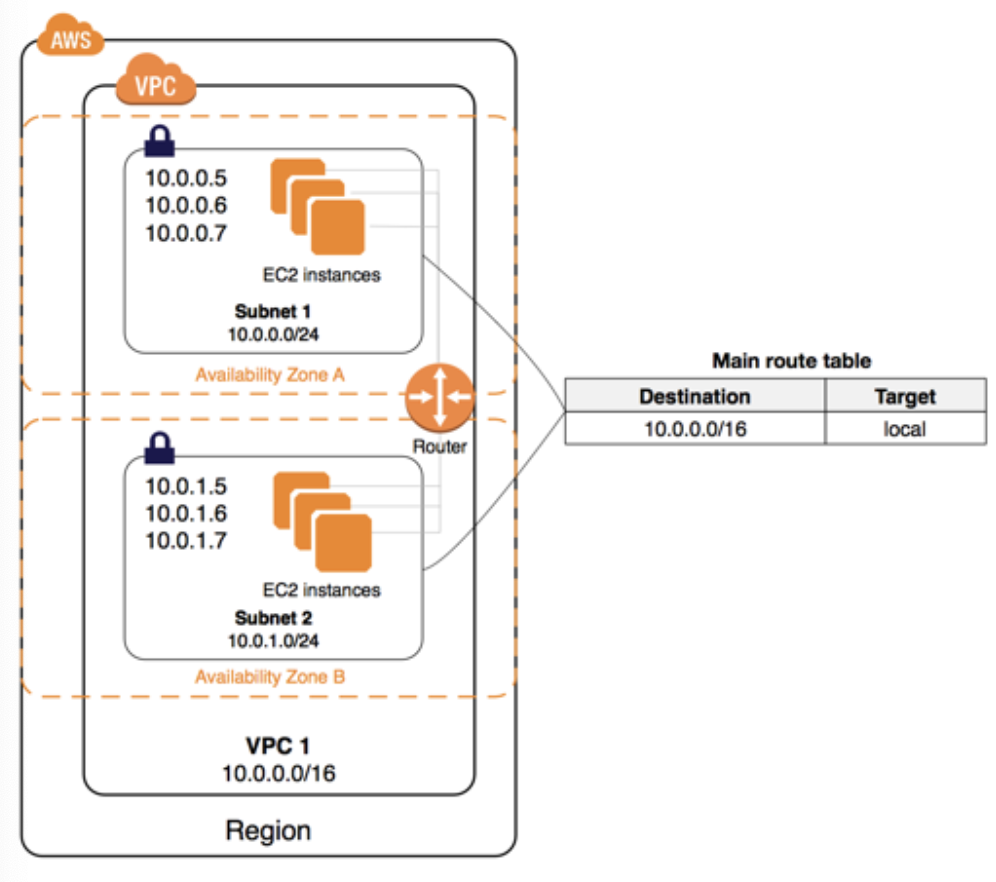 AWS
VPC
10.0.0.5
10.0.0.6
10.0.0.7
EC2 instances
Subnet 1
10.0.0.0/24
Availability Zone A
Router
10.0.1.5
10.0.1.6
10.0.1.7
EC2 instances
Subnet 2
10.0.1.0/24
Availability Zone B
VPC 1
10.0.0.0/16
Region
Main route table
Destination Target
10.0.0.0/16 local